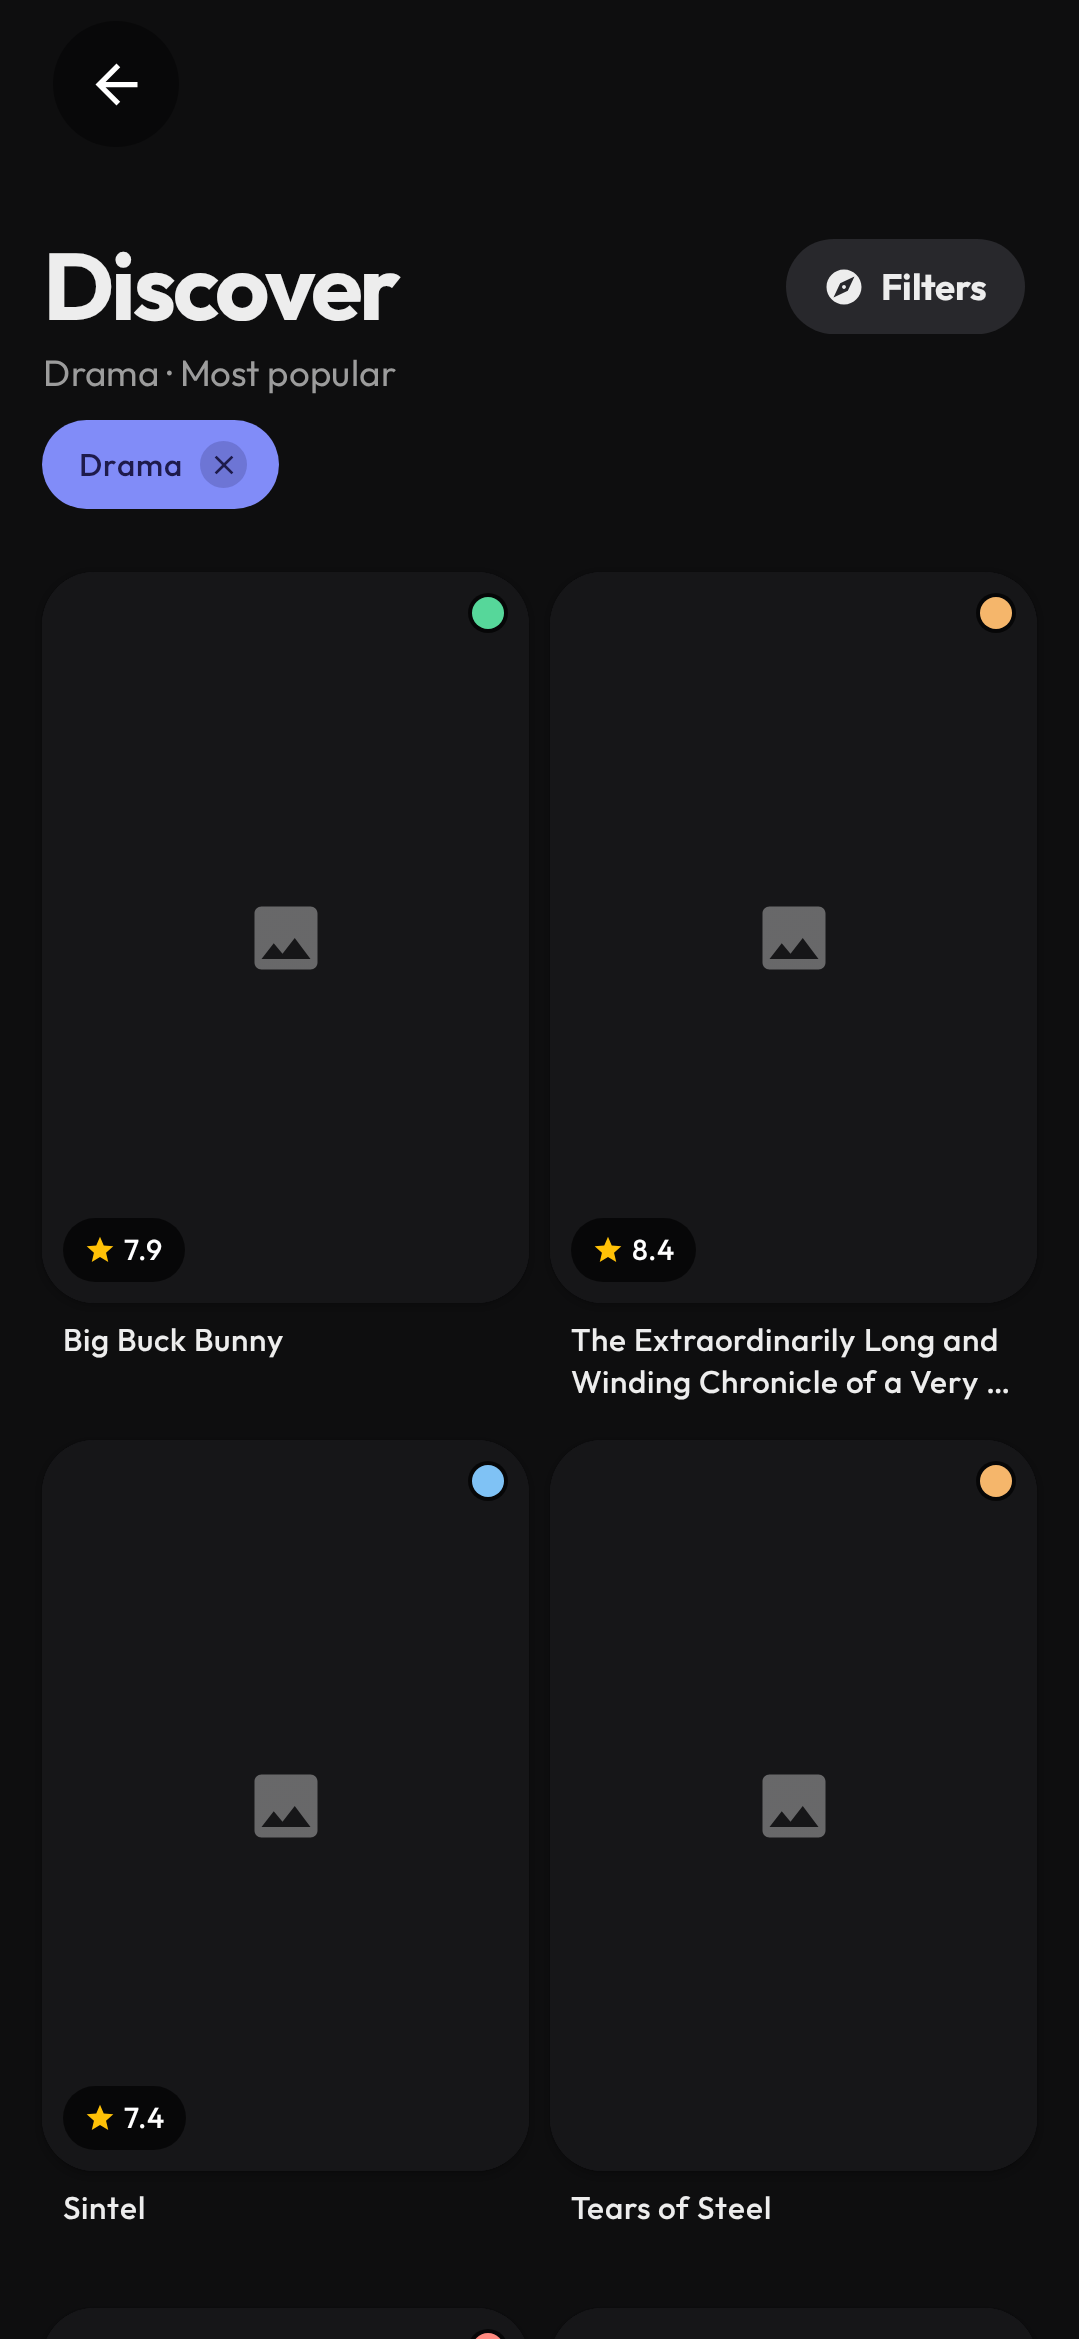 Discover
Filters
Drama · Most popular
Drama
7.9
8.4
Big Buck Bunny
The Extraordinarily Long and
Winding Chronicle of a Very ...
7.4
Sintel
Tears of Steel